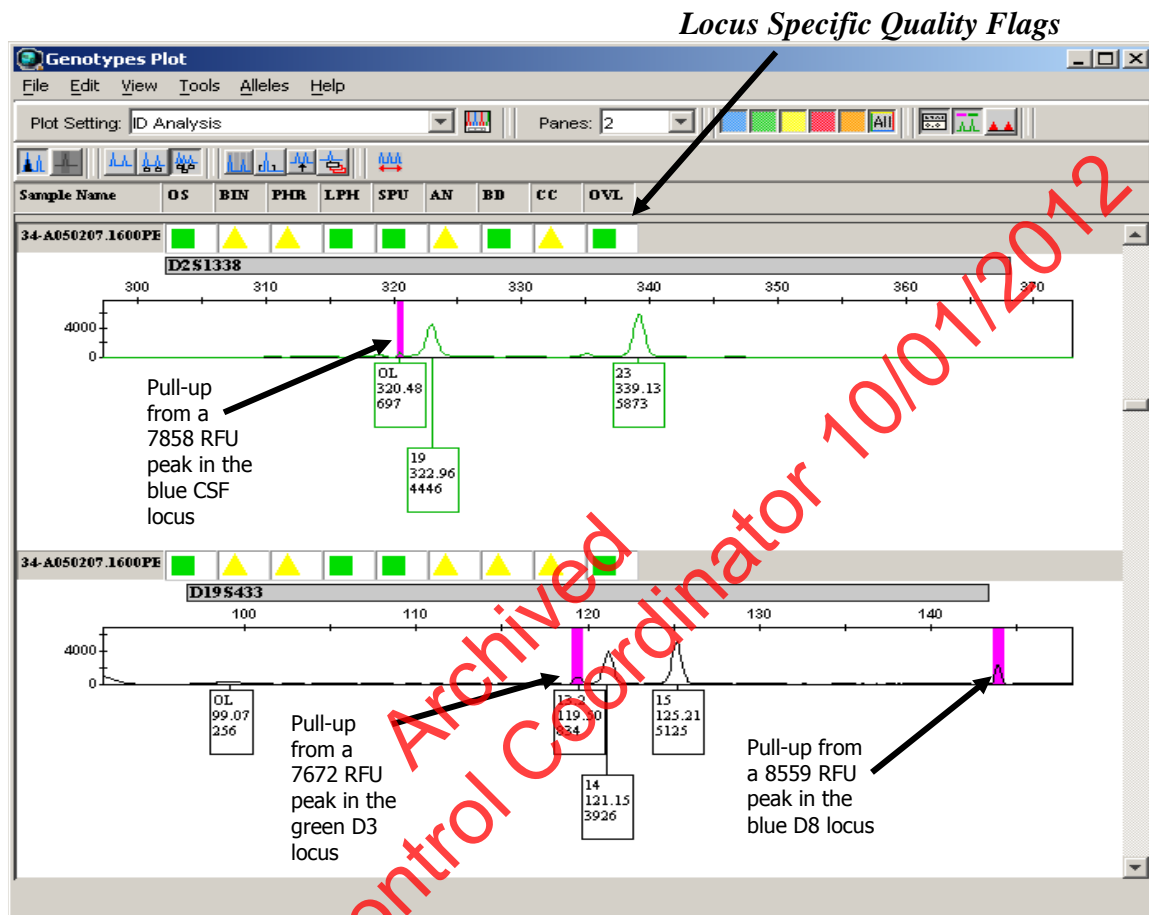 Locus Specific Quality Flags
Genotypes Plot
File Edit View Tools Alleles Help
Plot Setting: ID Analysis Panes: 2 All
Sample Name OS BIN PHR LPH SPU AN BD CC OVL
34-A050207.1600PE
D2S1338
300 310 320 330 340 350 360 370
4000
0
OL
320.48
697
23
339.13
5873
19
322.96
4446
Pull-up
from a
7858 RFU
peak in the
blue CSF
locus
34-A050207.1600PE
D19S433
100 110 120 130 140
4000
0
OL
99.07
256
13.2
119.50
834
15
125.21
5125
14
121.15
3926
Pull-up
from a
7672 RFU
peak in the
green D3
locus
Pull-up from
a 8559 RFU
peak in the
blue D8 locus
Archived
ontrol Coordinator 10/01/2012